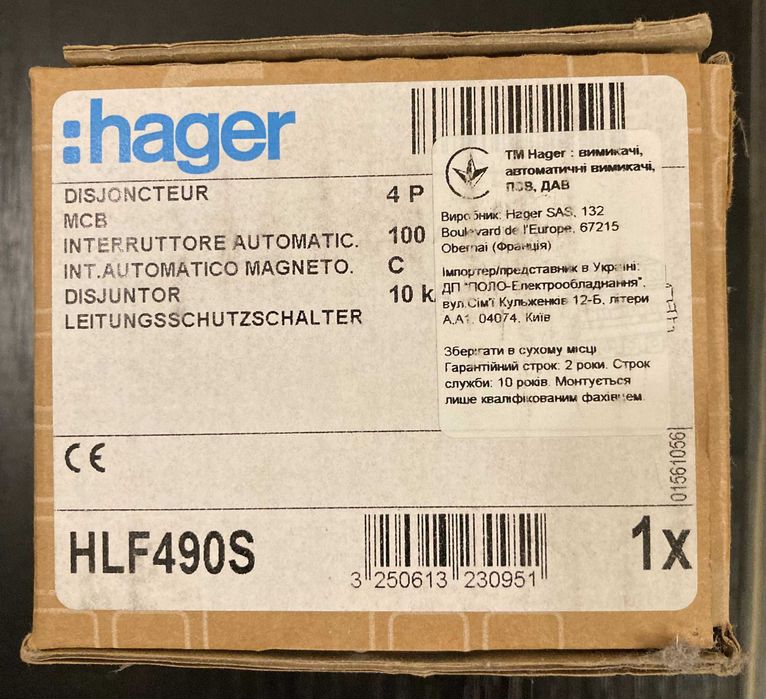 :hager
DISJONCTEUR 4 P
MCB
INTERRUTTORE AUTOMATIC. 100
INT.AUTOMATICO MAGNETO. C
DISJUNTOR 10 k
LEITUNGSSCHUTZSCHALTER
ТМ Hager : вимикачі,
автоматичні вимикачі,
ПЗВ, ДАВ
Виробник: Hager SAS, 132
Boulevard de l'Europe, 67215
Obernai (Франція)
Імпортер/представник в Україні:
ДП "ПОЛО-Електрообладнання",
вул.Сім'ї Кульженків 12-Б, літери
А,А1, 04074, Київ
Зберігати в сухому місці
Гарантійний строк: 2 роки. Строк
служби: 10 років. Монтується
лише кваліфікованим фахівцем
01561056
CE
HLF490S
3 250613 230951
1x